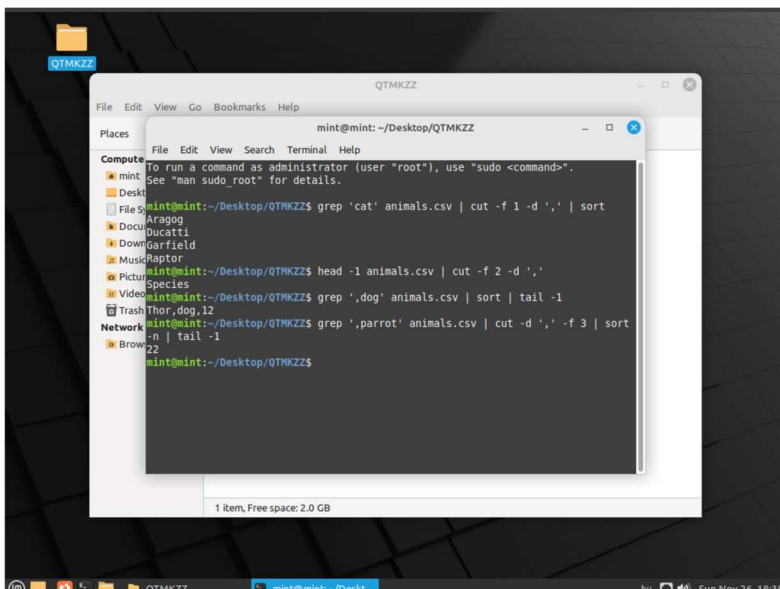 QTMKZZ
QTMKZZ
File Edit View Go Bookmarks Help
Places
mint@mint: ~/Desktop/QTMKZZ
File Edit View Search Terminal Help
Compute
mint
Deskt
File Sy
Docu
Down
Music
Pictur
Video
Trash
Network
Brow
To run a command as administrator (user "root"), use "sudo <command>".
See "man sudo_root" for details.
mint@mint:~/Desktop/QTMKZZ$ grep 'cat' animals.csv | cut -f 1 -d ',' | sort
Aragog
Ducatti
Garfield
Raptor
mint@mint:~/Desktop/QTMKZZ$ head -1 animals.csv | cut -f 2 -d ','
Species
mint@mint:~/Desktop/QTMKZZ$ grep ',dog' animals.csv | sort | tail -1
Thor,dog,12
mint@mint:~/Desktop/QTMKZZ$ grep ',parrot' animals.csv | cut -d ',' -f 3 | sort
-n | tail -1
22
mint@mint:~/Desktop/QTMKZZ$
1 item, Free space: 2.0 GB
QTMKZZ
mint@mint: ~/Deskt...
hu
Sun Nov 26, 19:3